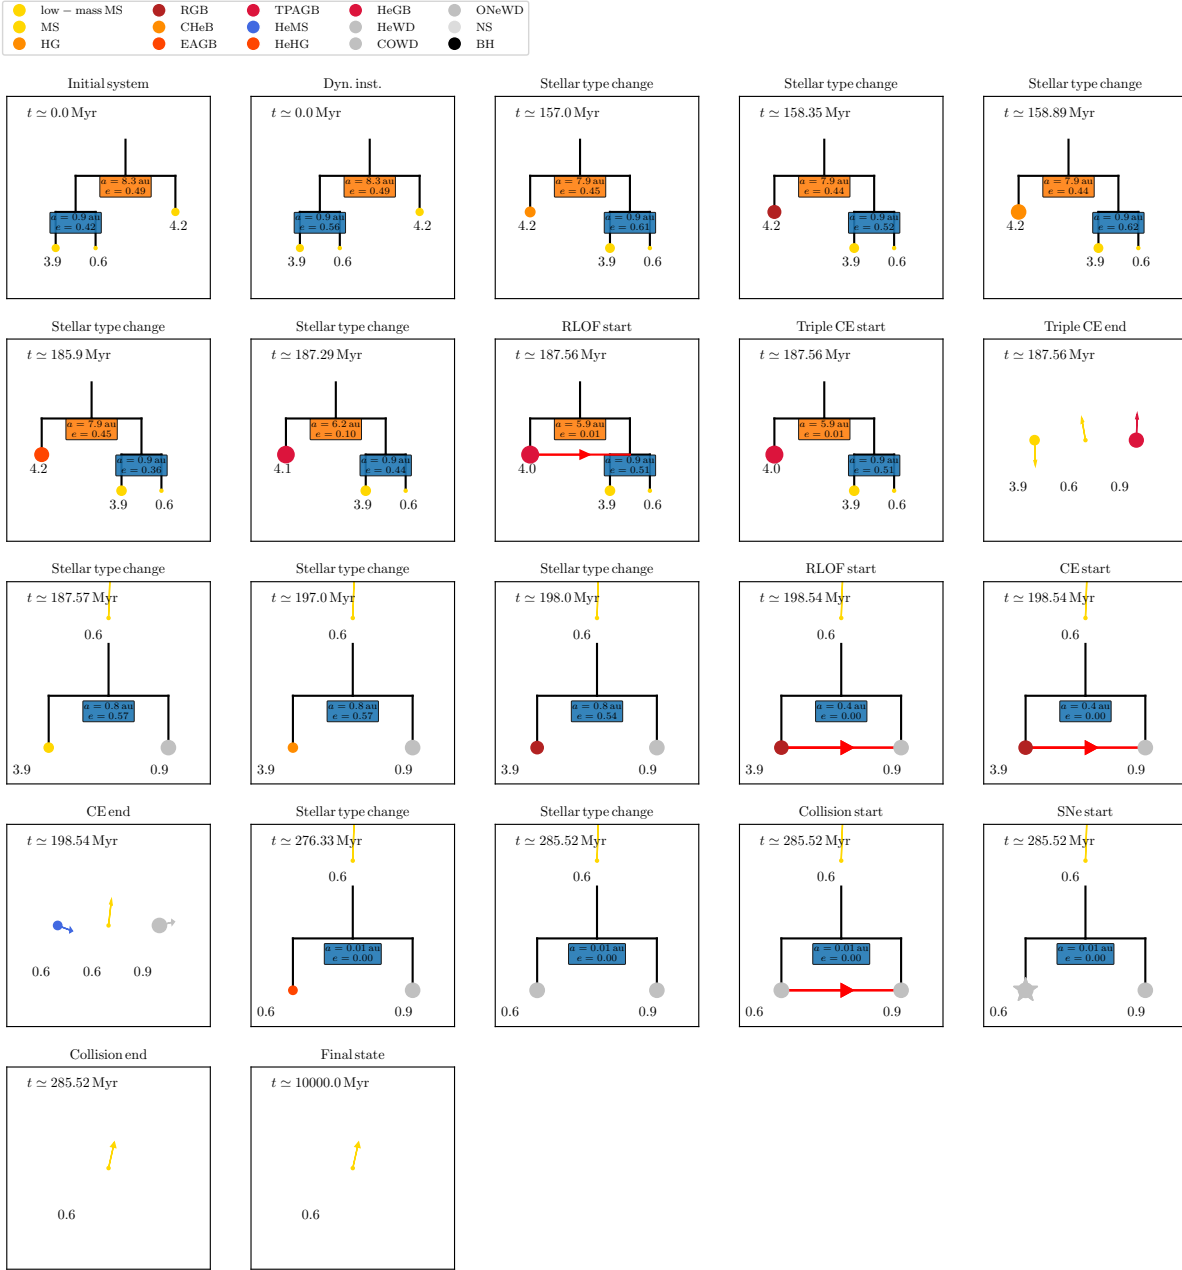 low − mass MS RGB TPAGB HeGB ONeWD
MS CHeB HeMS HeWD NS
HG EAGB HeHG COWD BH
Initial system Dyn. inst. Stellar type change Stellar type change Stellar type change
t ≃ 0.0 Myr t ≃ 0.0 Myr t ≃ 157.0 Myr t ≃ 158.35 Myr t ≃ 158.89 Myr
a = 8.3 au a = 8.3 au a = 7.9 au a = 7.9 au a = 7.9 au
e = 0.49 e = 0.49 e = 0.45 e = 0.44 e = 0.44
a = 0.9 au a = 0.9 au a = 0.9 au a = 0.9 au a = 0.9 au
e = 0.42 4.2 e = 0.56 4.2 4.2 e = 0.61 4.2 e = 0.52 4.2 e = 0.62
3.9 0.6 3.9 0.6 3.9 0.6 3.9 0.6 3.9 0.6
Stellar type change Stellar type change RLOF start Triple CE start Triple CE end
t ≃ 185.9 Myr t ≃ 187.29 Myr t ≃ 187.56 Myr t ≃ 187.56 Myr t ≃ 187.56 Myr
a = 7.9 au a = 6.2 au a = 5.9 au a = 5.9 au
e = 0.45 e = 0.10 e = 0.01 e = 0.01
a = 0.9 au a = 0.9 au a = 0.9 au a = 0.9 au
4.2 e = 0.36 4.1 e = 0.44 4.0 e = 0.51 4.0 e = 0.51
3.9 0.6 3.9 0.6 3.9 0.6 3.9 0.6 3.9 0.6 0.9
Stellar type change Stellar type change Stellar type change RLOF start CE start
t ≃ 187.57 Myr t ≃ 197.0 Myr t ≃ 198.0 Myr t ≃ 198.54 Myr t ≃ 198.54 Myr
0.6 0.6 0.6 0.6 0.6
a = 0.8 au a = 0.8 au a = 0.8 au a = 0.4 au a = 0.4 au
e = 0.57 e = 0.57 e = 0.54 e = 0.00 e = 0.00
3.9 0.9 3.9 0.9 3.9 0.9 3.9 0.9 3.9 0.9
CE end Stellar type change Stellar type change Collision start SNe start
t ≃ 198.54 Myr t ≃ 276.33 Myr t ≃ 285.52 Myr t ≃ 285.52 Myr t ≃ 285.52 Myr
0.6 0.6 0.6 0.6
a = 0.01 au a = 0.01 au a = 0.01 au a = 0.01 au
e = 0.00 e = 0.00 e = 0.00 e = 0.00
0.6 0.6 0.9
0.6 0.9 0.6 0.9 0.6 0.9 0.6 0.9
Collision end Final state
t ≃ 285.52 Myr t ≃ 10000.0 Myr
0.6 0.6